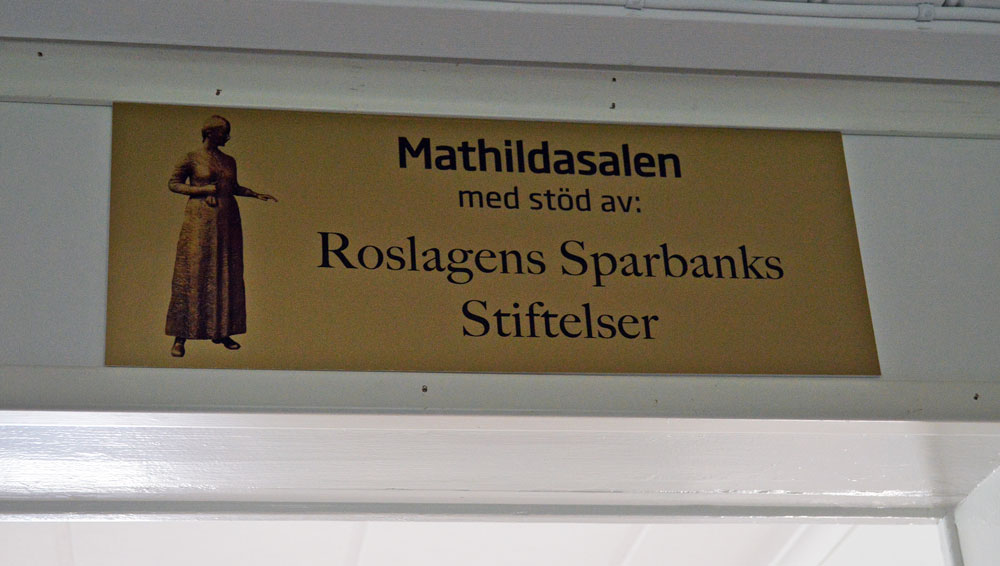 Mathildasalen
med stöd av:
Roslagens Sparbanks
Stiftelser